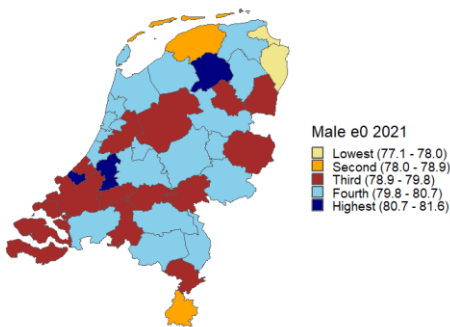 Male e0 2021
Lowest (77.1 - 78.0)
Second (78.0 - 78.9)
Third (78.9 - 79.8)
Fourth (79.8 - 80.7)
Highest (80.7 - 81.6)